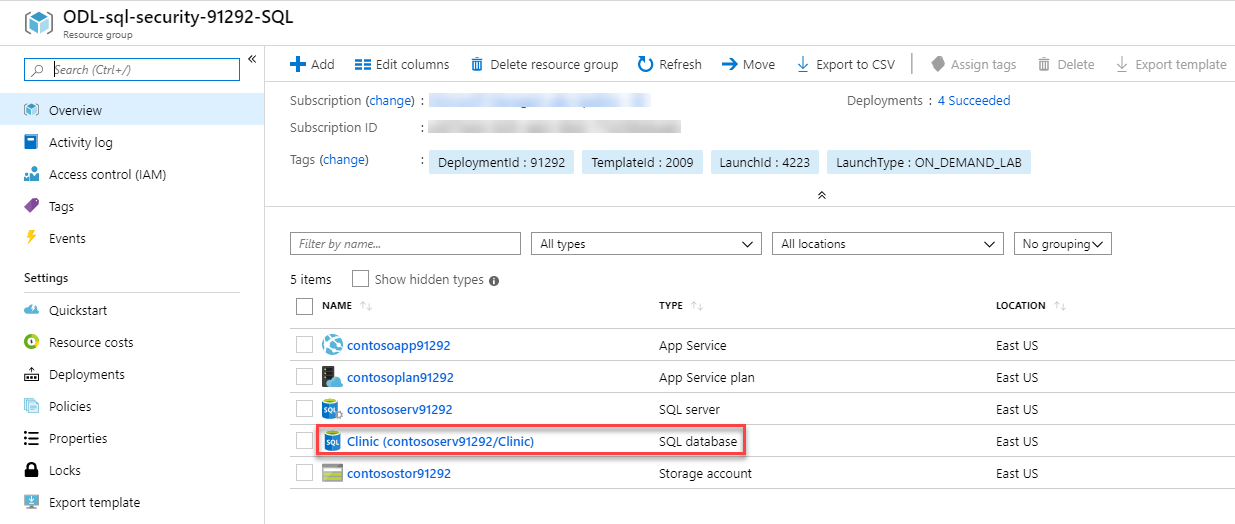 ODL-sql-security-91292-SQL
Resource group
Search (Ctrl+/)
«
Overview
Activity log
Access control (IAM)
Tags
Events
Settings
Quickstart
Resource costs
Deployments
Policies
Properties
Locks
Export template
Add Edit columns Delete resource group Refresh Move Export to CSV Assign tags Delete Export template
Subscription (change) : Deployments : 4 Succeeded
Subscription ID :
Tags (change) : DeploymentId : 91292 TemplateId : 2009 LaunchId : 4223 LaunchType : ON_DEMAND_LAB
Filter by name... All types All locations No grouping
5 items Show hidden types
NAME TYPE LOCATION
contosoapp91292 App Service East US
contosoplan91292 App Service plan East US
SQL contososerv91292 SQL server East US
SQL Clinic (contososerv91292/Clinic) SQL database East US
contosostor91292 Storage account East US